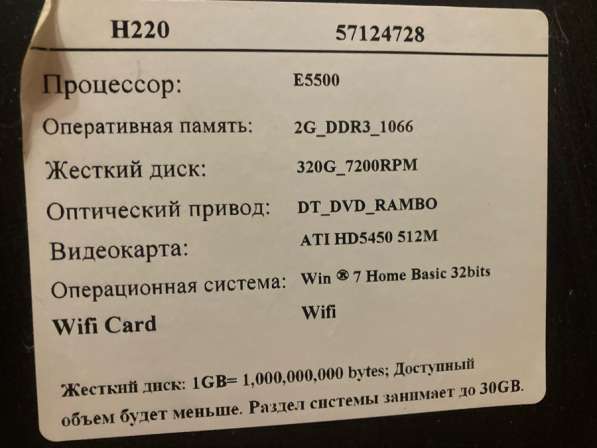 H220 57124728
Процессор: E5500
Оперативная память: 2G_DDR3_1066
Жесткий диск: 320G_7200RPM
Оптический привод: DT_DVD_RAMBO
Видеокарта: ATI HD5450 512M
Операционная система: Win ® 7 Home Basic 32bits
Wifi Card Wifi
Жесткий диск: 1GB= 1,000,000,000 bytes; Доступный
объем будет меньше. Раздел системы занимает до 30GB.